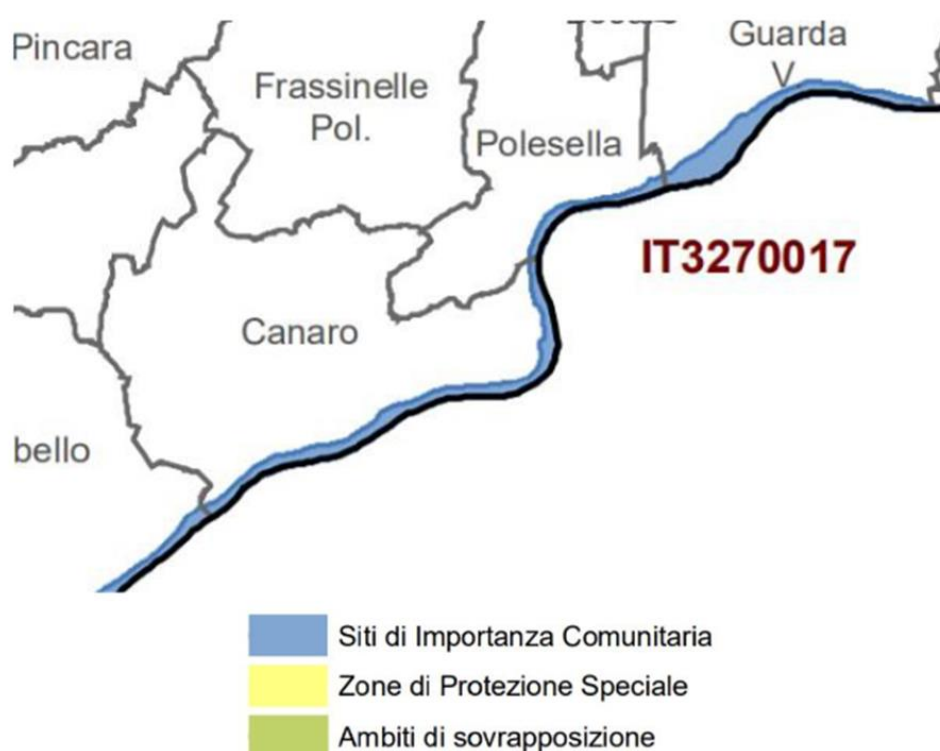 Pincara
Guarda
V
Frassinelle
Pol.
Polesella
IT3270017
Canaro
bello
Siti di Importanza Comunitaria
Zone di Protezione Speciale
Ambiti di sovrapposizione